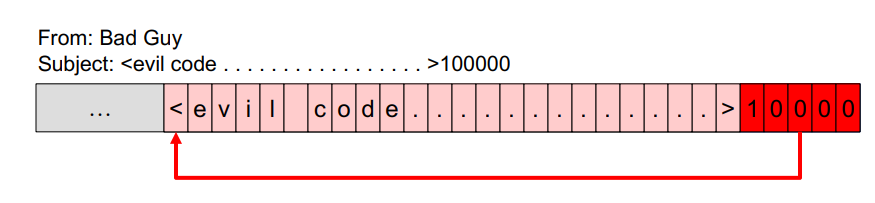 From: Bad Guy
Subject: <evil code . . . . . . . . . . . . . . . . . >100000
... <evil code.............>10000